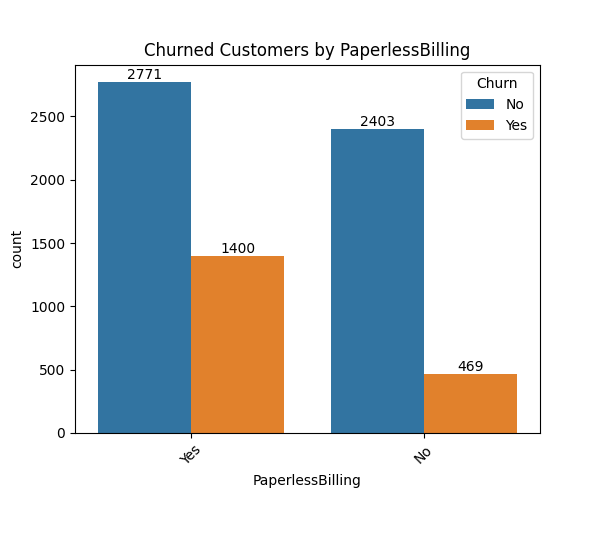 Churned Customers by PaperlessBilling
2771
2403
1400
469
Churn
No
Yes
count
2500
2000
1500
1000
500
0
Yes
No
PaperlessBilling